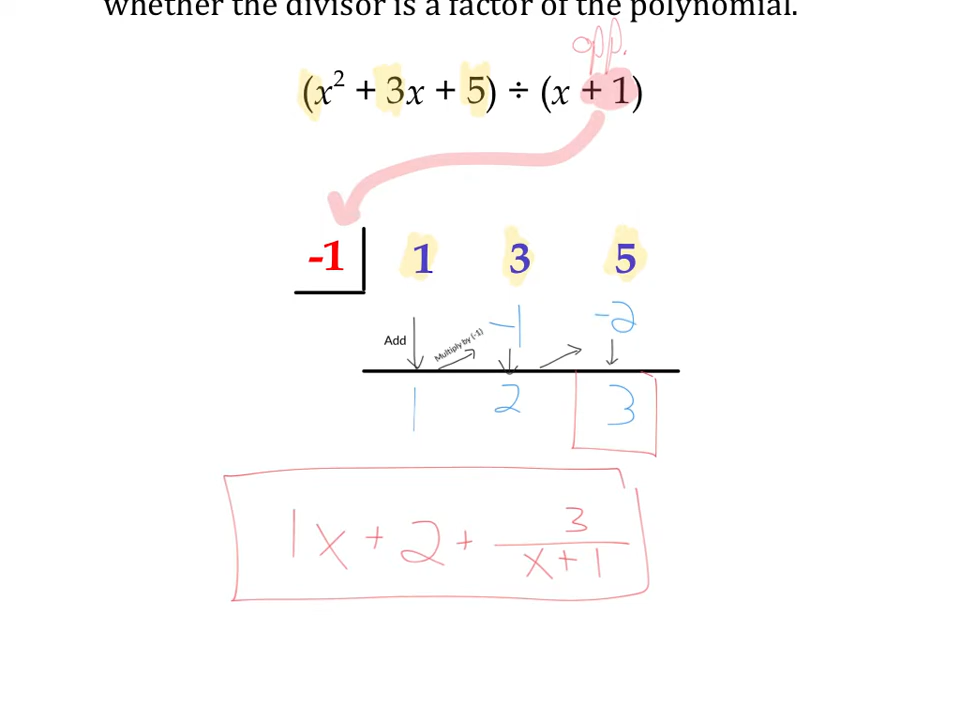 whether the divisor is a factor of the polynomial.
opp.
(x² + 3x + 5) ÷ (x + 1)
-1 1 3 5
-1 -2
Add Multiply by (-1)
1 2 3
1x + 2 + 3/(x+1)